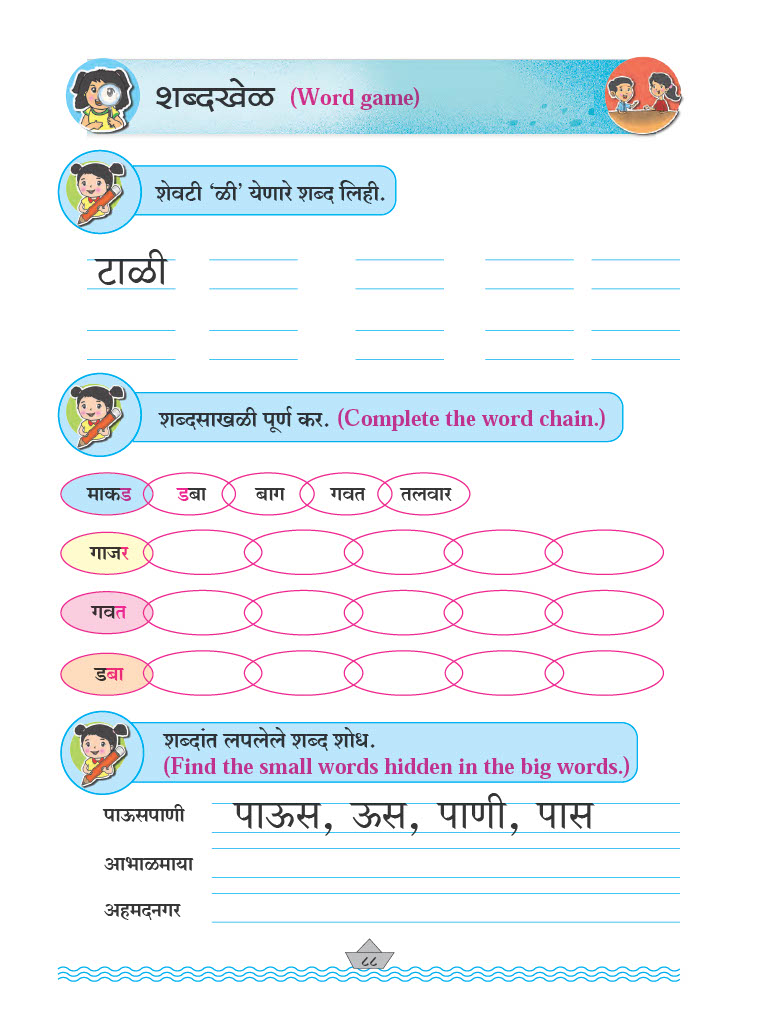 शब्दखेळ (Word game)
शेवटी ‘ळी’ येणारे शब्द लिही.
टाळी
शब्दसाखळी पूर्ण कर. (Complete the word chain.)
माकड डबा बाग गवत तलवार
गाजर
गवत
डबा
शब्दांत लपलेले शब्द शोध.
(Find the small words hidden in the big words.)
पाऊसपाणी पाऊस, ऊस, पाणी, पास
आभाळमाया
अहमदनगर
८८